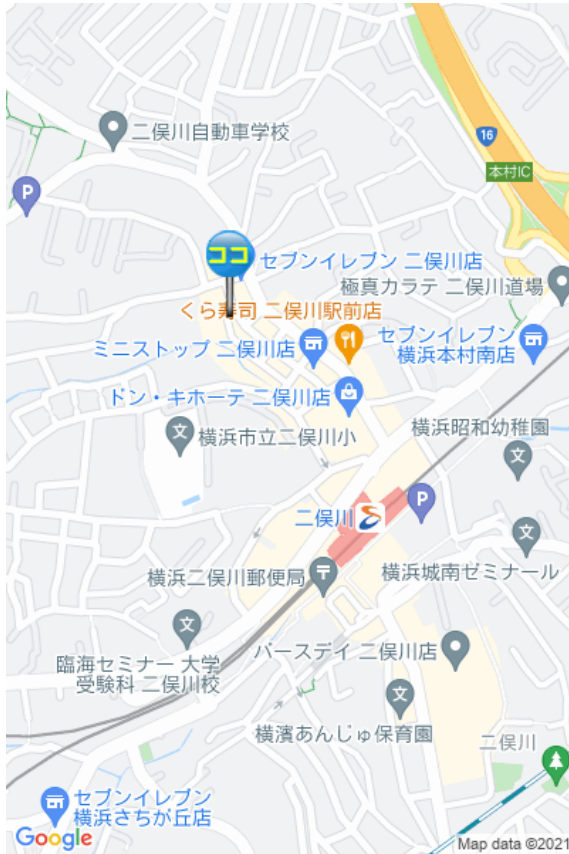 二俣川自動車学校
16
P
本村IC
ココ
セブンイレブン 二俣川店
極真カラテ 二俣川道場
くら寿司 二俣川駅前店
ミニストップ 二俣川店
セブンイレブン
横浜本村南店
ドン・キホーテ 二俣川店
文
横浜市立二俣川小
横浜昭和幼稚園
文
二俣川
P
文
横浜二俣川郵便局
〒
横浜城南ゼミナール
文
臨海セミナー 大学
受験科 二俣川校
バースデイ 二俣川店
文
横濱あんじゅ保育園
二俣川
セブンイレブン
横浜さちが丘店
Google
Map data ©2021